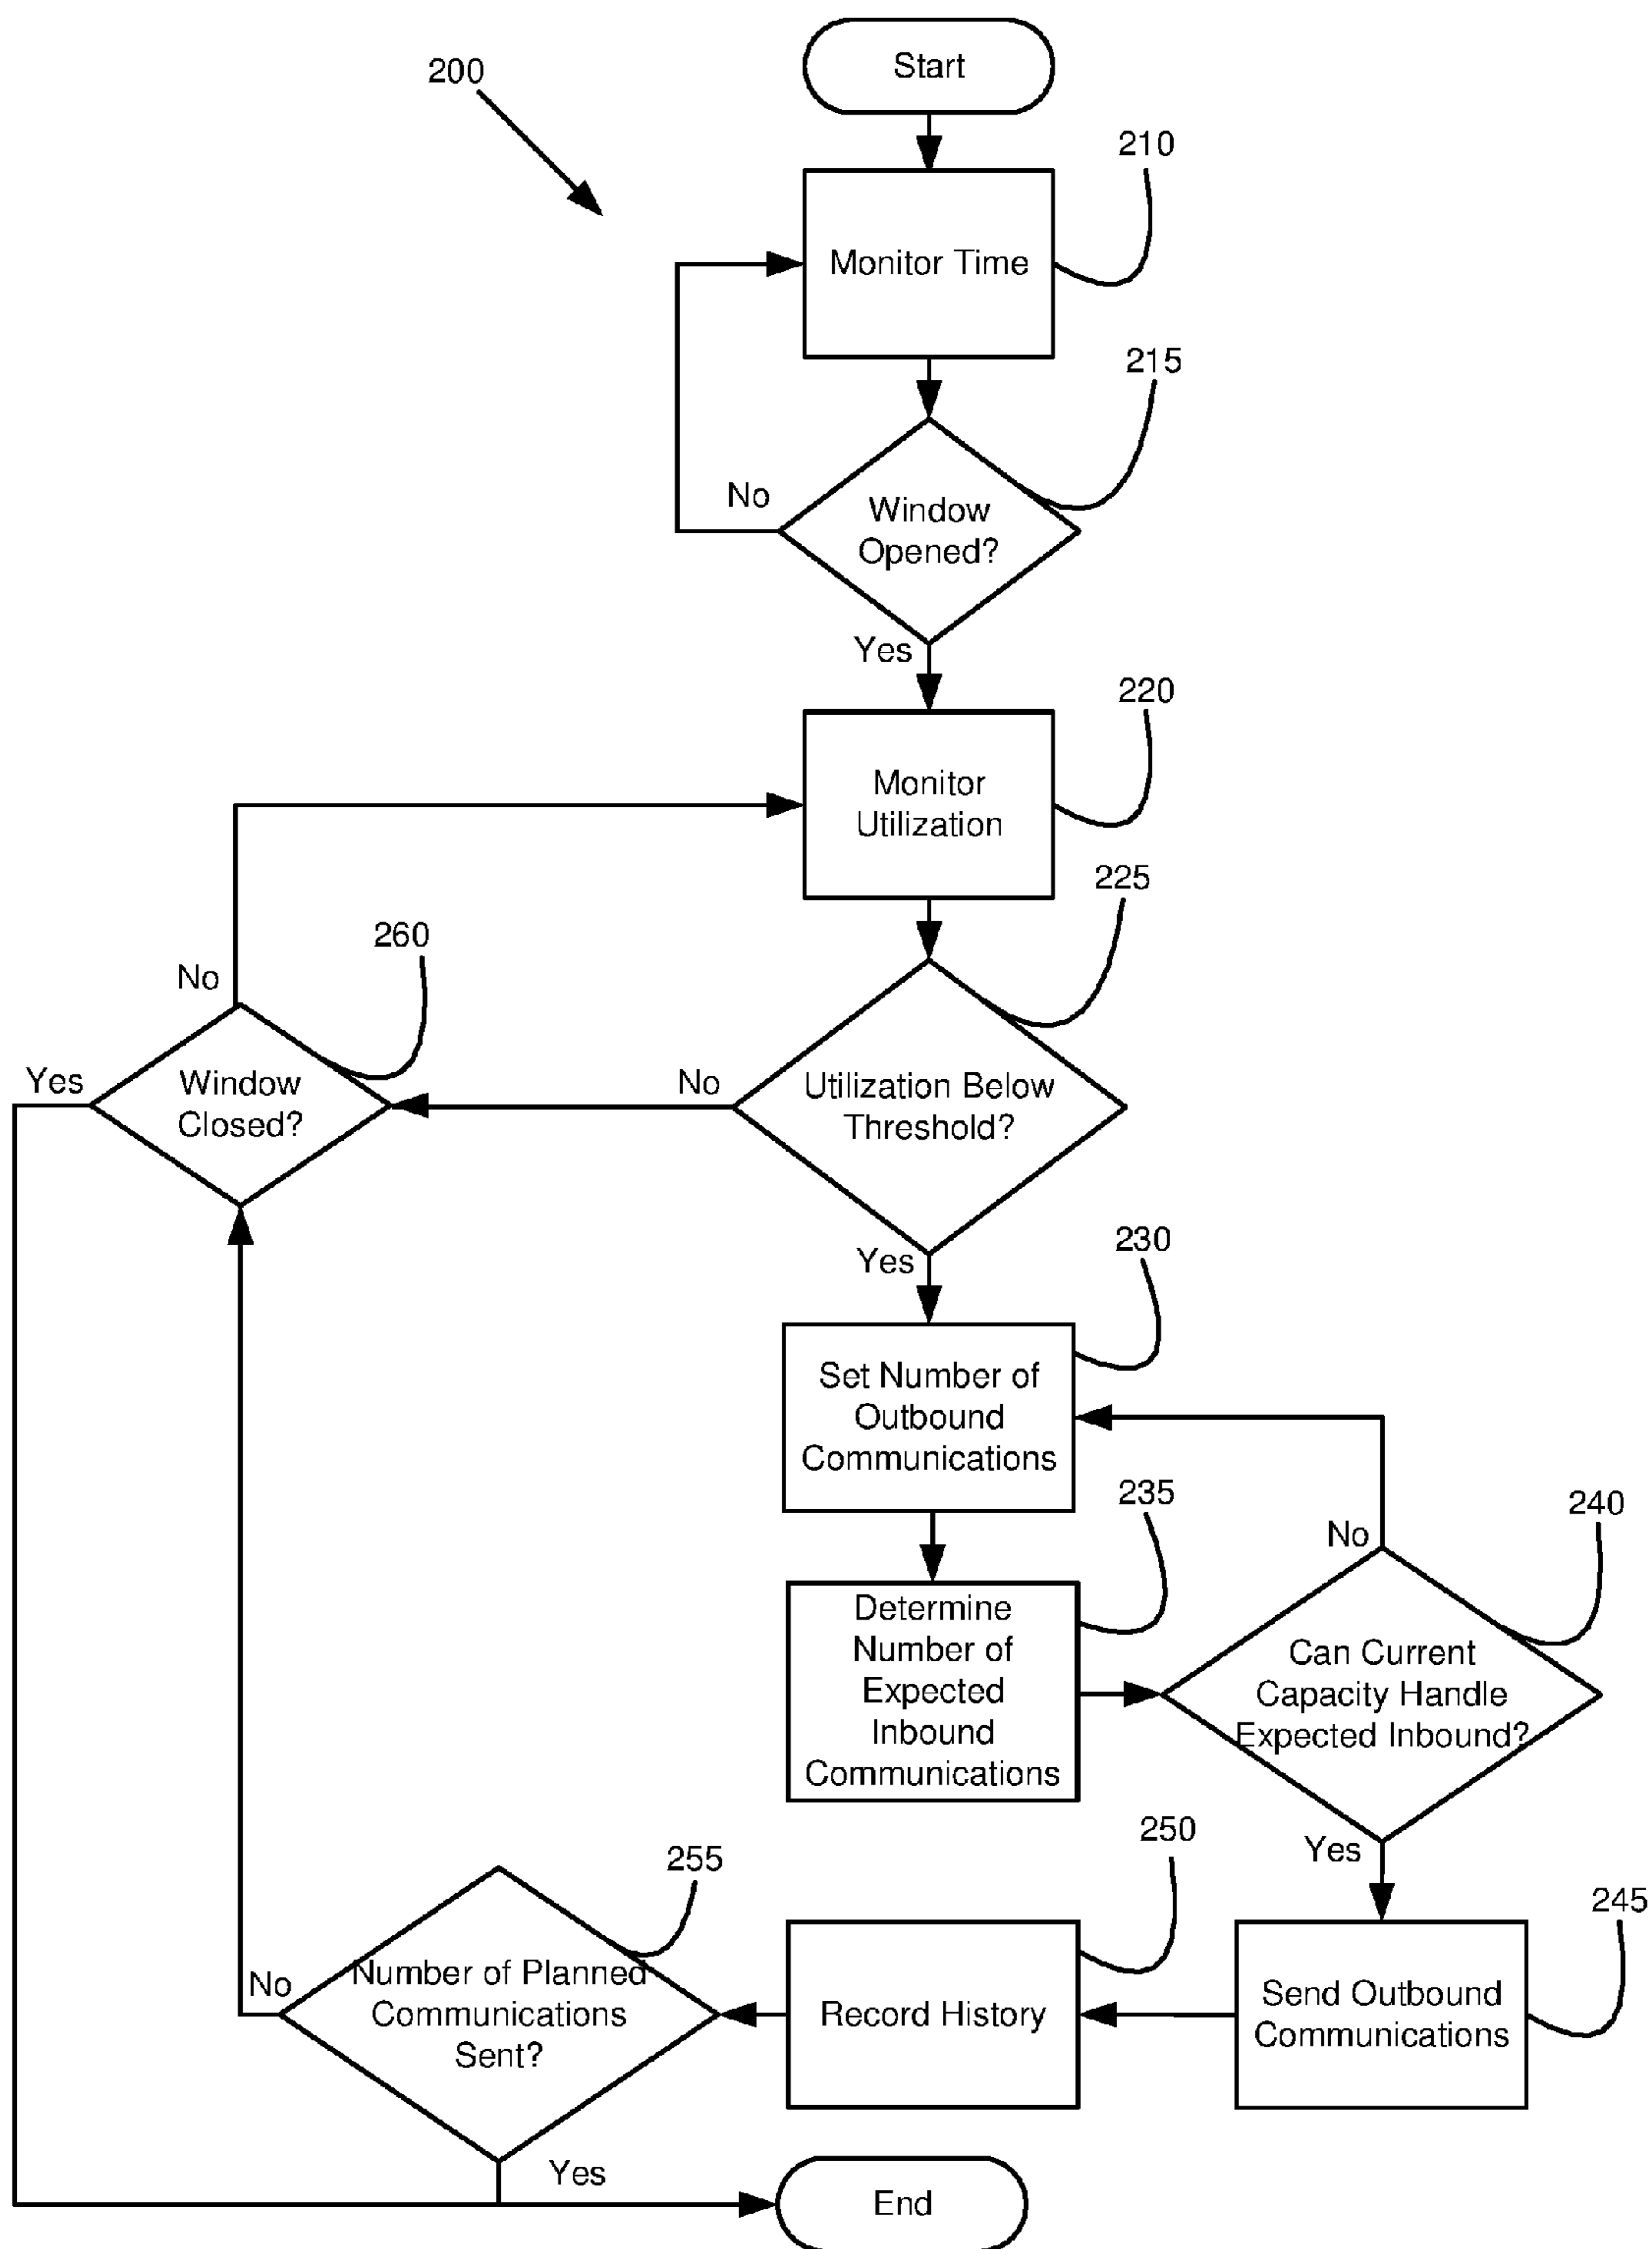 Start
200
210
Monitor Time
215
No
Window
Opened?
Yes
220
Monitor
Utilization
225
260
No
Yes
Window
Closed?
No
Utilization Below
Threshold?
Yes
230
Set Number of
Outbound
Communications
235
240
No
Determine
Number of
Expected
Inbound
Communications
Can Current
Capacity Handle
Expected Inbound?
250
Yes
255
245
No
Number of Planned
Communications
Sent?
Record History
Send Outbound
Communications
Yes
End